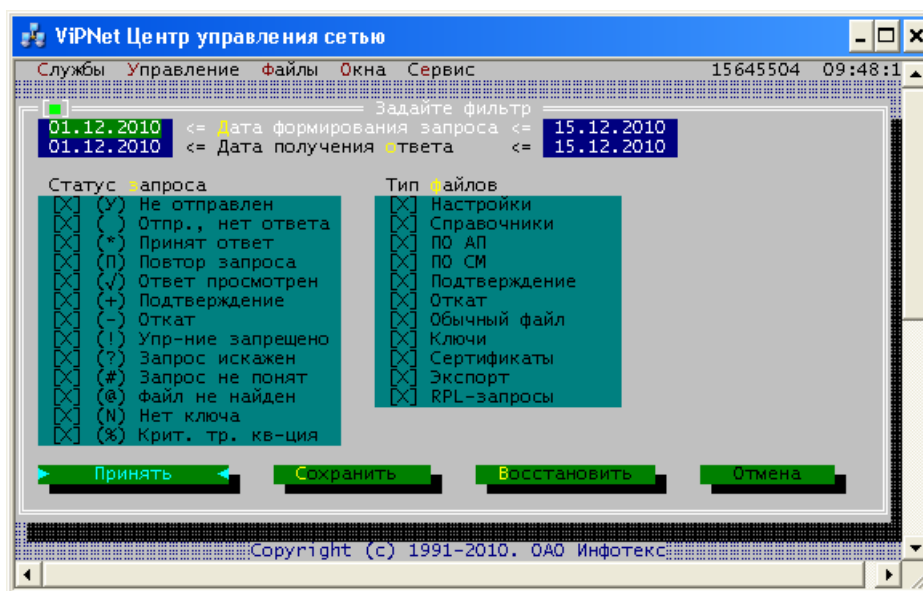 ViPNet Центр управления сетью
Службы Управление Файлы Окна Сервис 15645504 09:48:1
Задайте фильтр
01.12.2010 <= Дата формирования запроса <= 15.12.2010
01.12.2010 <= Дата получения ответа <= 15.12.2010
Статус запроса Тип файлов
[X] (У) Не отправлен [X] Настройки
[X] ( ) Отпр., нет ответа [X] Справочники
[X] (*) Принят ответ [X] ПО АП
[X] (П) Повтор запроса [X] ПО СМ
[X] (√) Ответ просмотрен [X] Подтверждение
[X] (+) Подтверждение [X] Откат
[X] (-) Откат [X] Обычный файл
[X] (!) Упр-ние запрещено [X] Ключи
[X] (?) Запрос искажен [X] Сертификаты
[X] (#) Запрос не понят [X] Экспорт
[X] (@) Файл не найден [X] RPL-запросы
[X] (N) Нет ключа
[X] (%) Крит. тр. кв-ция
Принять Сохранить Восстановить Отмена
Copyright (c) 1991-2010. ОАО Инфотекс